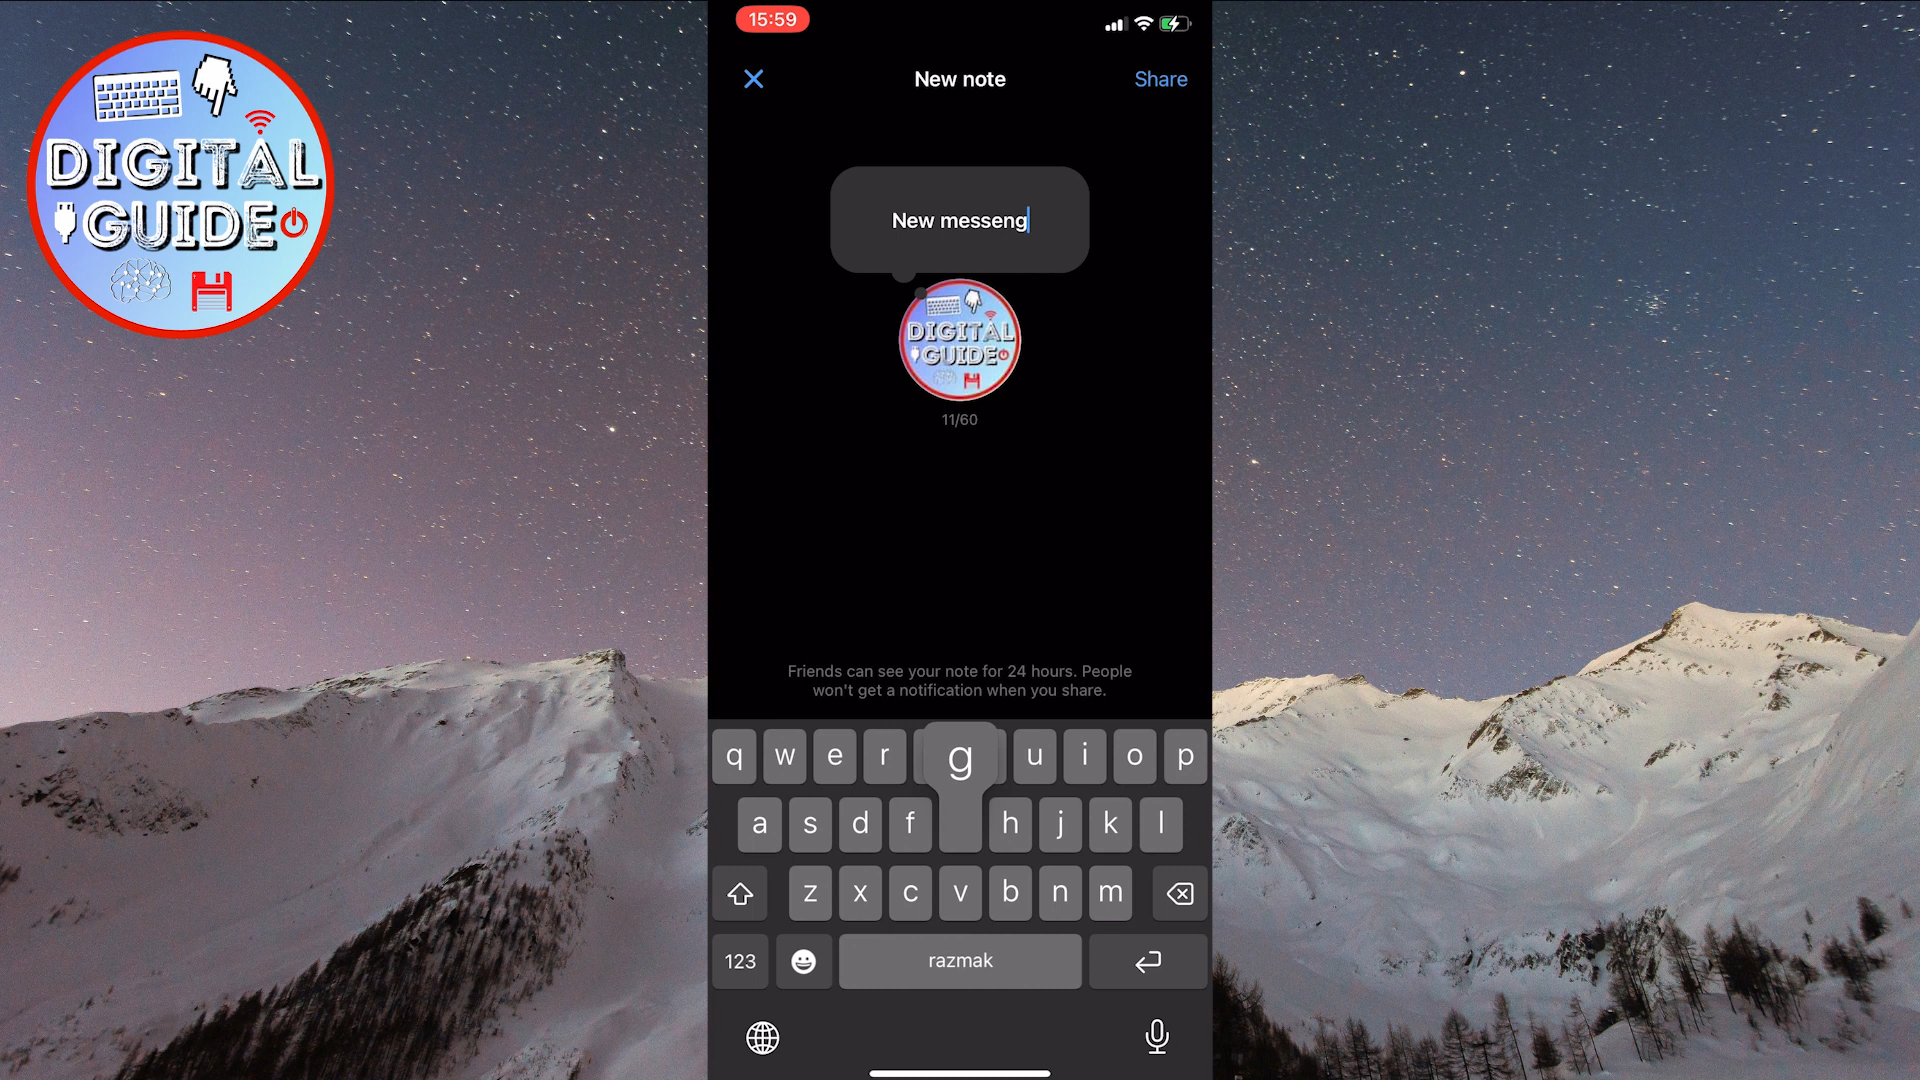 DIGITAL
GUIDE
15:59
New note
Share
New messeng
DIGITAL
GUIDE
11/60
Friends can see your note for 24 hours. People
won't get a notification when you share.
q w e r g u i o p
a s d f h j k l
z x c v b n m
123 razmak